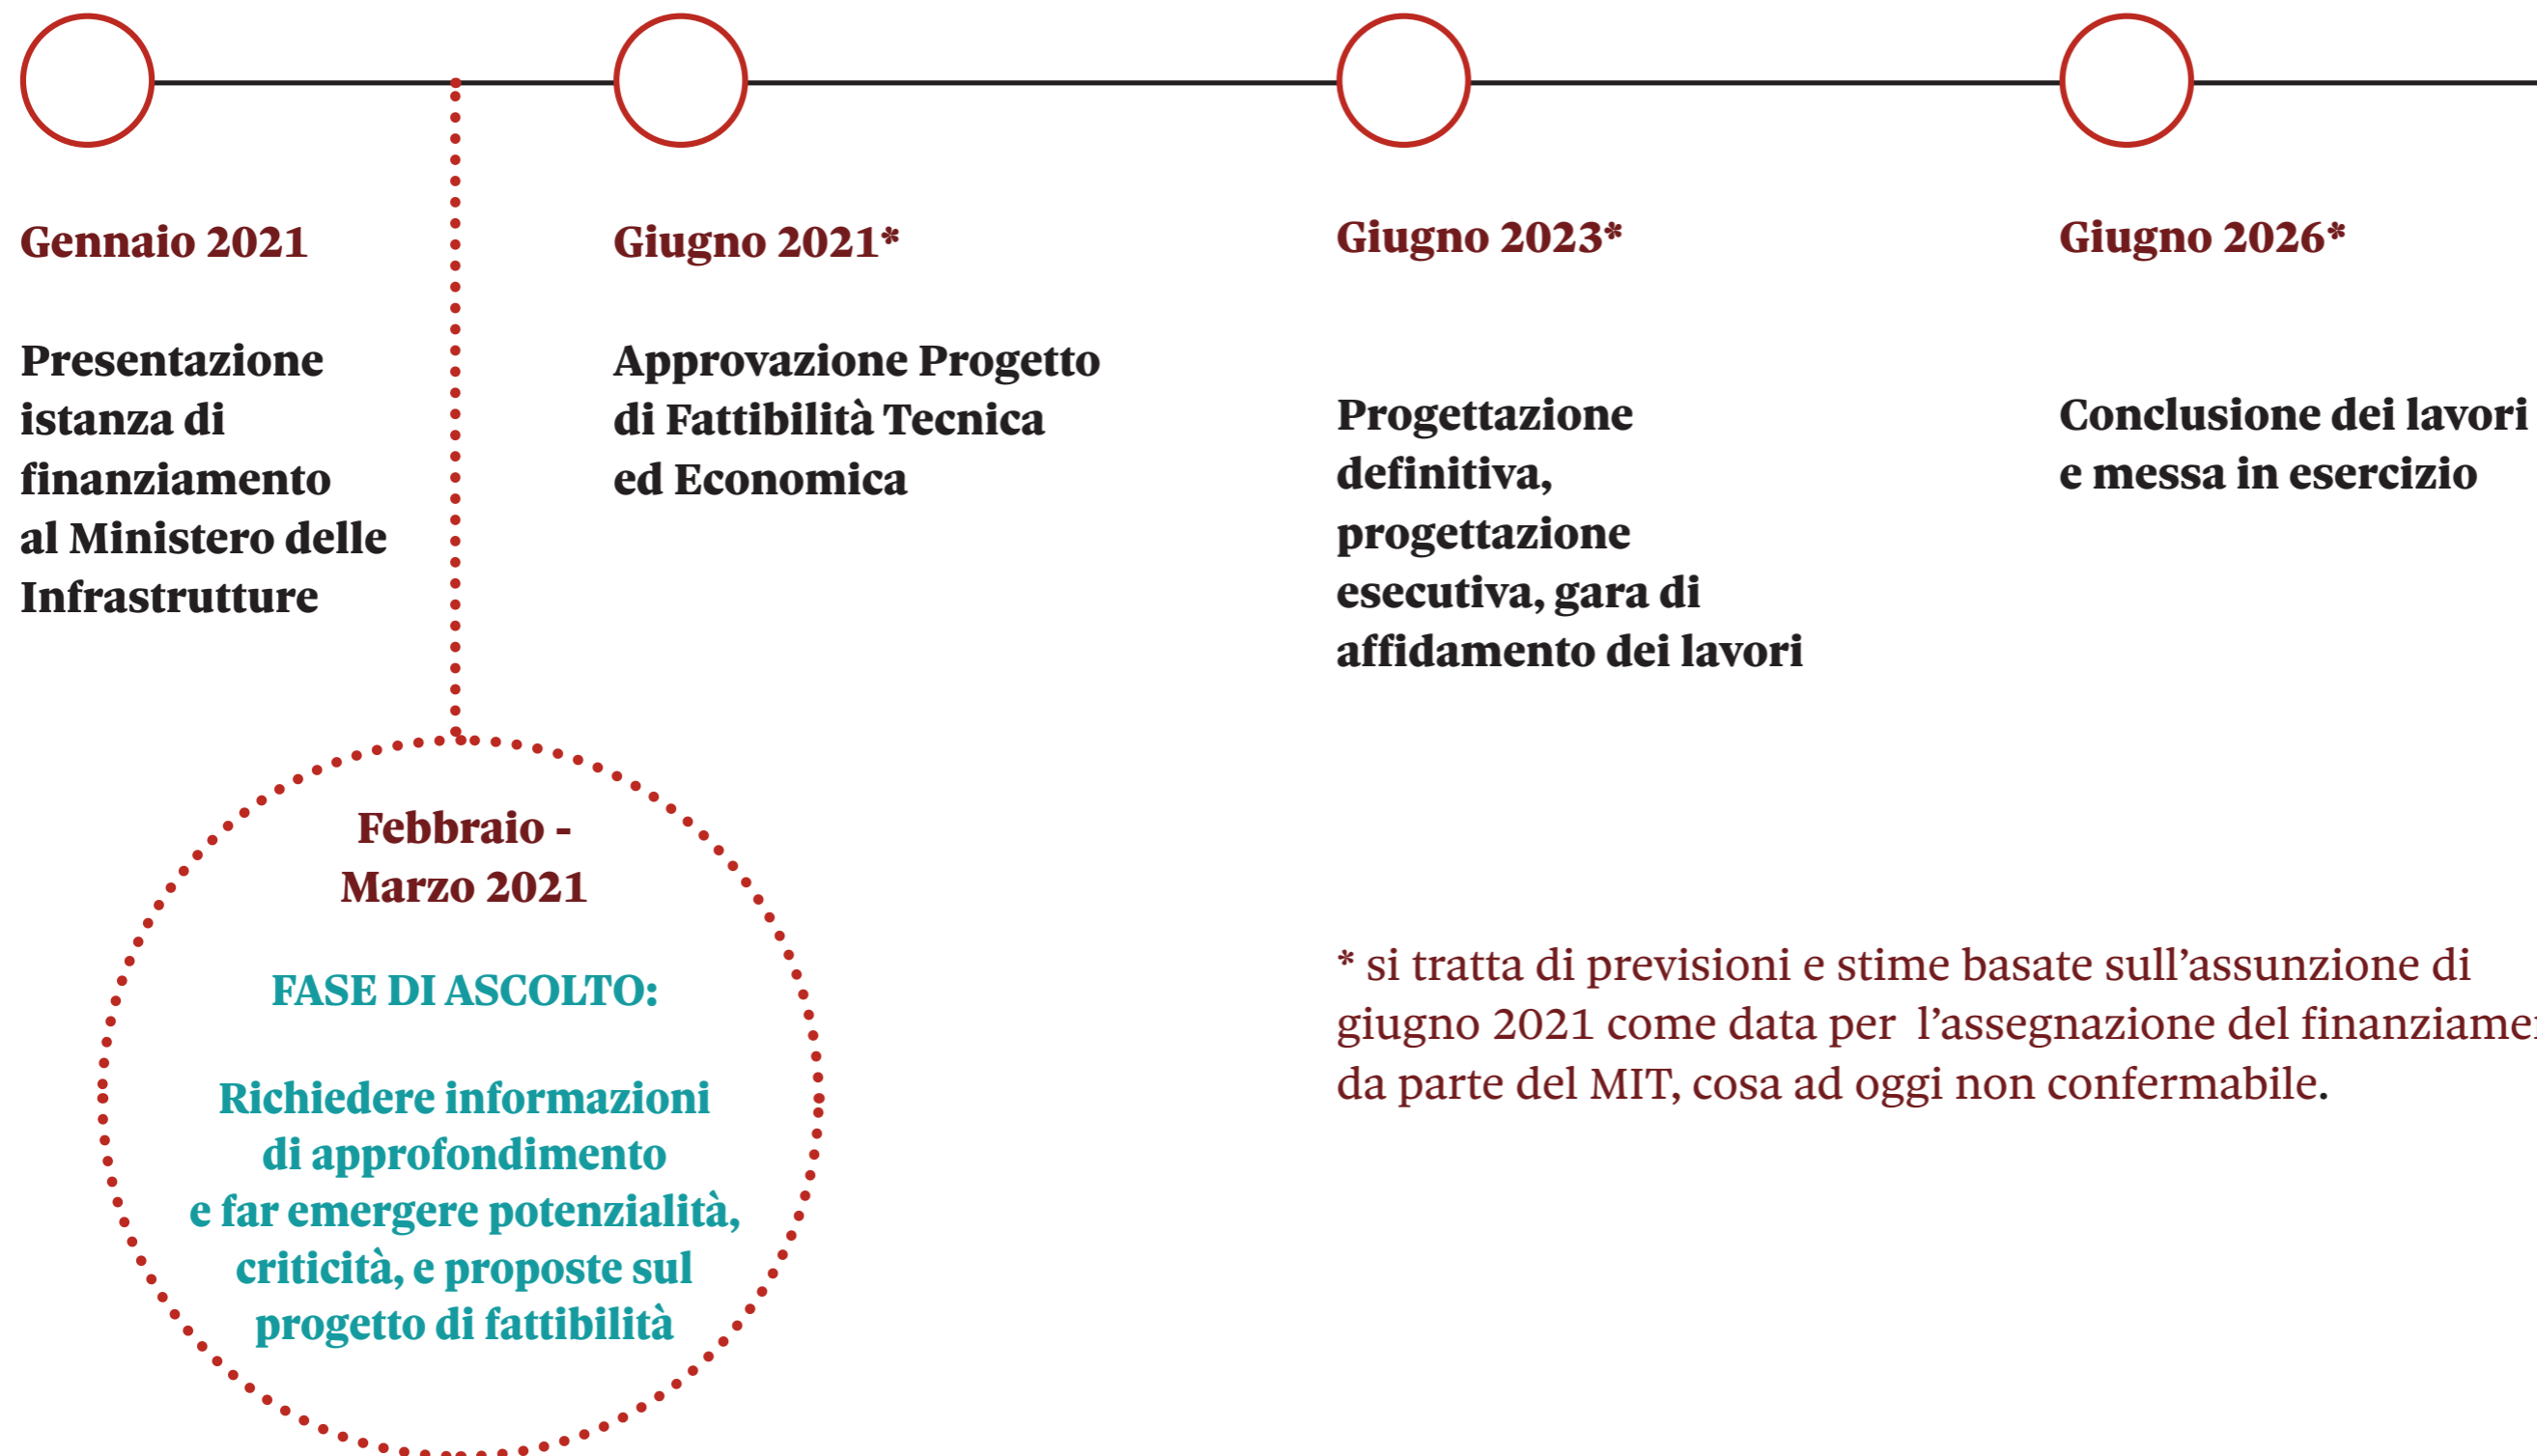 Gennaio 2021
Presentazione
istanza di
finanziamento
al Ministero delle
Infrastrutture
Febbraio -
Marzo 2021
FASE DI ASCOLTO:
Richiedere informazioni
di approfondimento
e far emergere potenzialità,
criticità, e proposte sul
progetto di fattibilità
Giugno 2021*
Approvazione Progetto
di Fattibilità Tecnica
ed Economica
Giugno 2023*
Progettazione
definitiva,
progettazione
esecutiva, gara di
affidamento dei lavori
Giugno 2026*
Conclusione dei lavori
e messa in esercizio
* si tratta di previsioni e stime basate sull’assunzione di
giugno 2021 come data per l’assegnazione del
da parte del MIT, cosa ad oggi non confermabile.